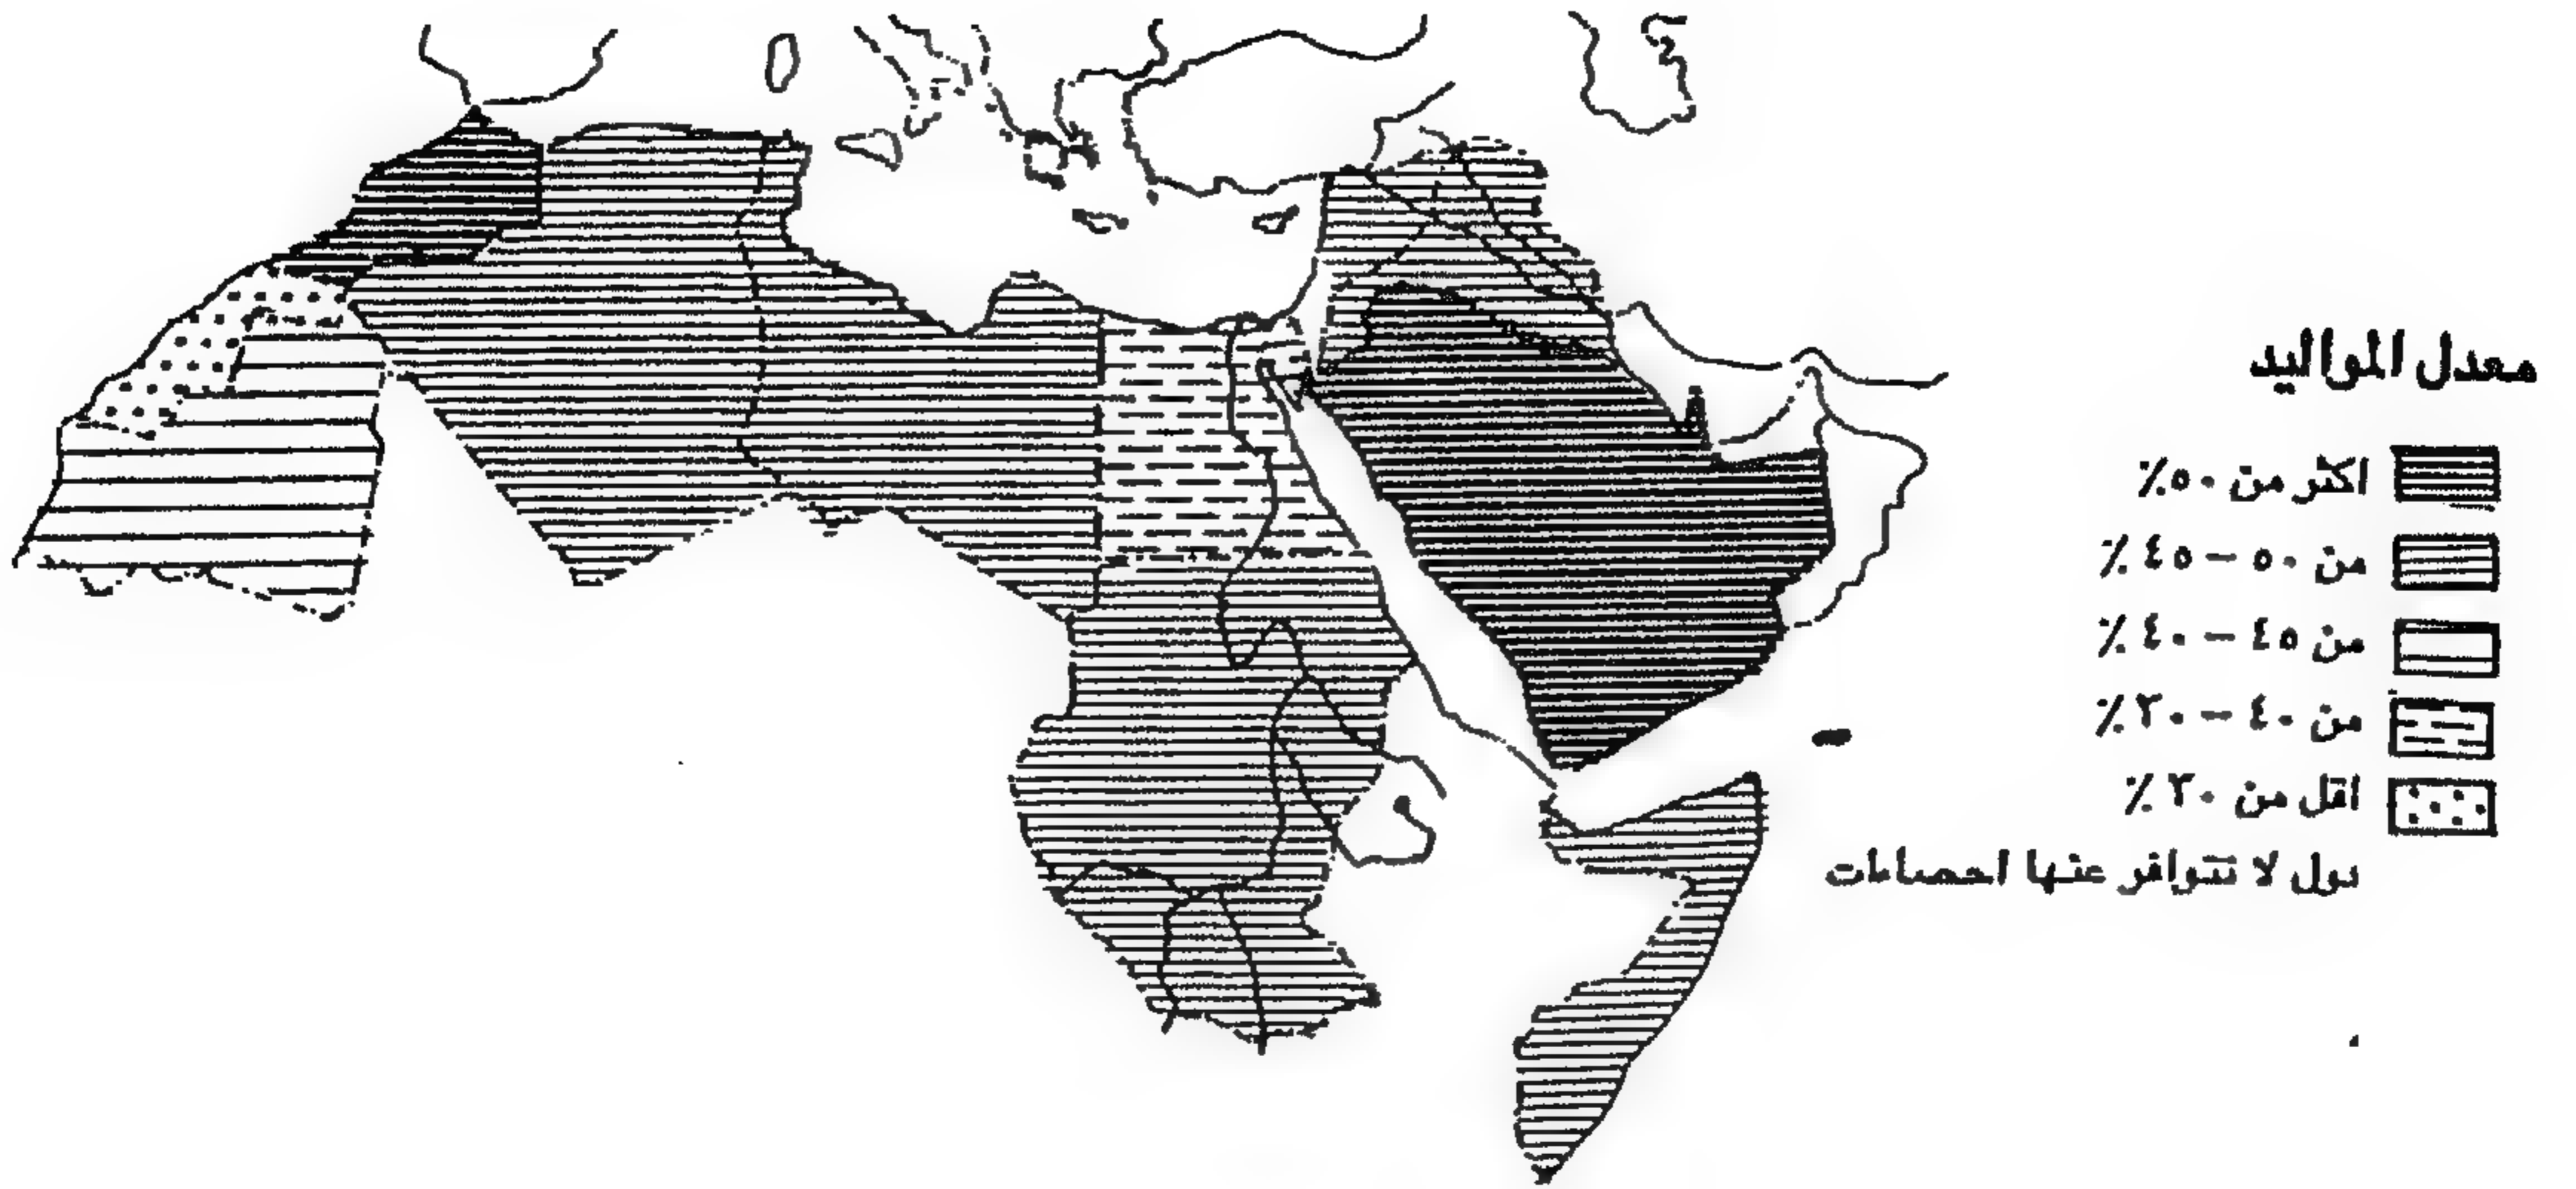 معدل المواليد
اكثر من ٥٠٪
من ٥٠ – ٤٥ ٪
من ٤٥ – ٤٠ ٪
من ٤٠ – ٣٠ ٪
اقل من ٣٠ ٪
دول لا تتوافر عنها احصاءات